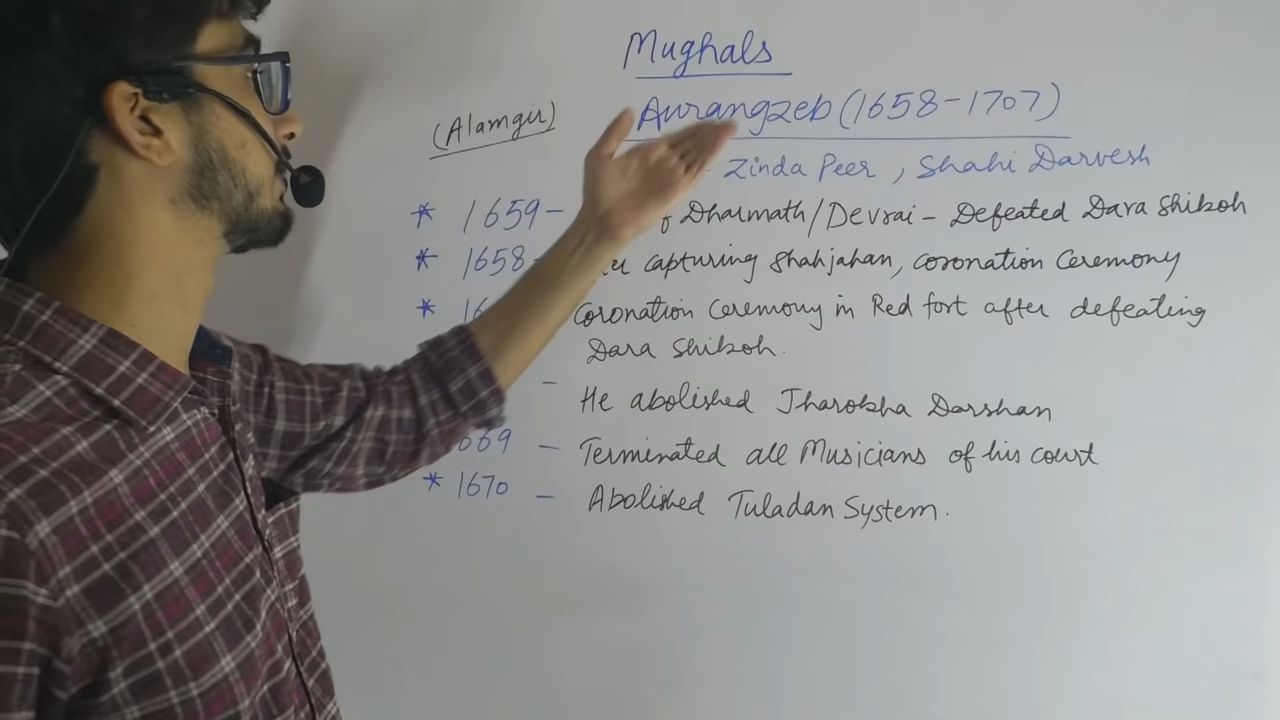 Mughals
(Alamgir) Aurangzeb (1658-1707)
- Zinda Peer, Shahi Darvesh
* 1659 - Dharmath/Devrai - Defeated Dara Shikoh
* 1658 - capturing Shahjahan, coronation Ceremony
* Coronation Ceremony in Red fort after defeating
Dara Shikoh.
- He abolished Jharokha Darshan
669 - Terminated all Musicians of his court
* 1670 - Abolished Tuladan System.